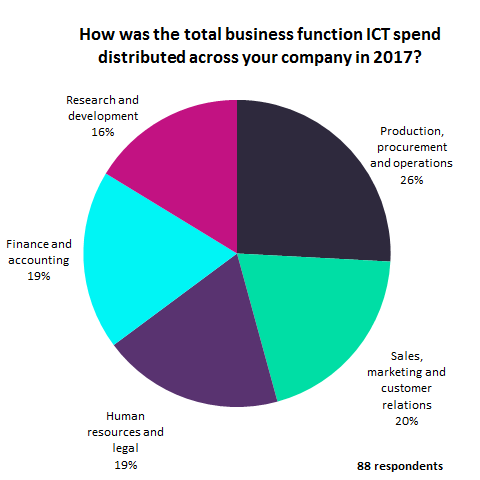 How was the total business function ICT spend
distributed across your company in 2017?
Research and
development
16%
Production,
procurement
and operations
26%
Finance and
accounting
19%
Sales,
marketing and
customer
relations
20%
Human
resources and
legal
19%
88 respondents